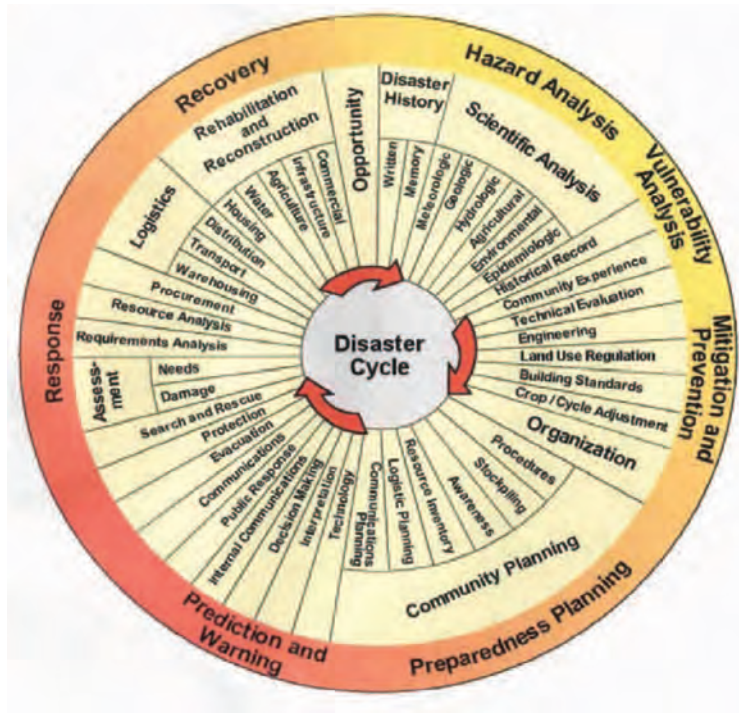 Hazard Analysis
Vulnerability
Analysis
Mitigation and
Prevention
Preparedness Planning
Prediction and
Warning
Response
Recovery
Disaster
History
Written
Memory
Scientific Analysis
Meteorologic
Geologic
Hydrologic
Agricultural
Environmental
Epidemiologic
Historical Record
Community Experience
Technical Evaluation
Engineering
Land Use Regulation
Building Standards
Crop / Cycle Adjustment
Organization
Community Planning
Procedures
Stockpiling
Awareness
Resource Inventory
Logistic Planning
Communications
Planning
Technology
Interpretation
Decision Making
Internal Communications
Public Response
Communications
Evacuation
Protection
Search and Rescue
Assess-
ment
Damage
Needs
Requirements Analysis
Resource Analysis
Procurement
Logistics
Warehousing
Transport
Distribution
Rehabilitation
and
Reconstruction
Housing
Water
Agriculture
Infrastructure
Commercial
Opportunity
Disaster
Cycle